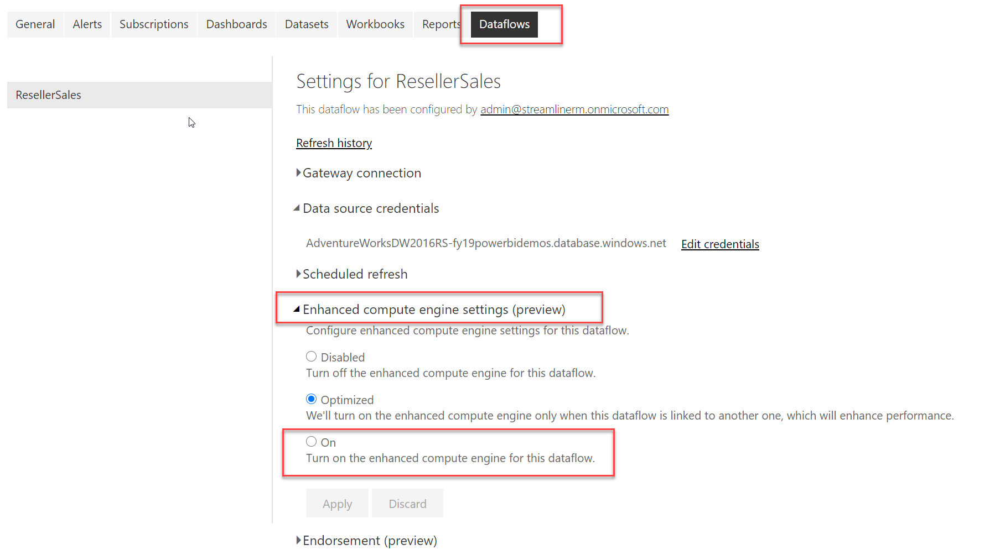 General Alerts Subscriptions Dashboards Datasets Workbooks Reports Dataflows
ResellerSales
Settings for ResellerSales
This dataflow has been configured by admin@streamlinerm.onmicrosoft.com
Refresh history
Gateway connection
Data source credentials
AdventureWorksDW2016RS-fy19powerbidemos.database.windows.net Edit credentials
Scheduled refresh
Enhanced compute engine settings (preview)
Configure enhanced compute engine settings for this dataflow.
Disabled
Turn off the enhanced compute engine for this dataflow.
Optimized
We'll turn on the enhanced compute engine only when this dataflow is linked to another one, which will enhance performance.
On
Turn on the enhanced compute engine for this dataflow.
Apply Discard
Endorsement (preview)